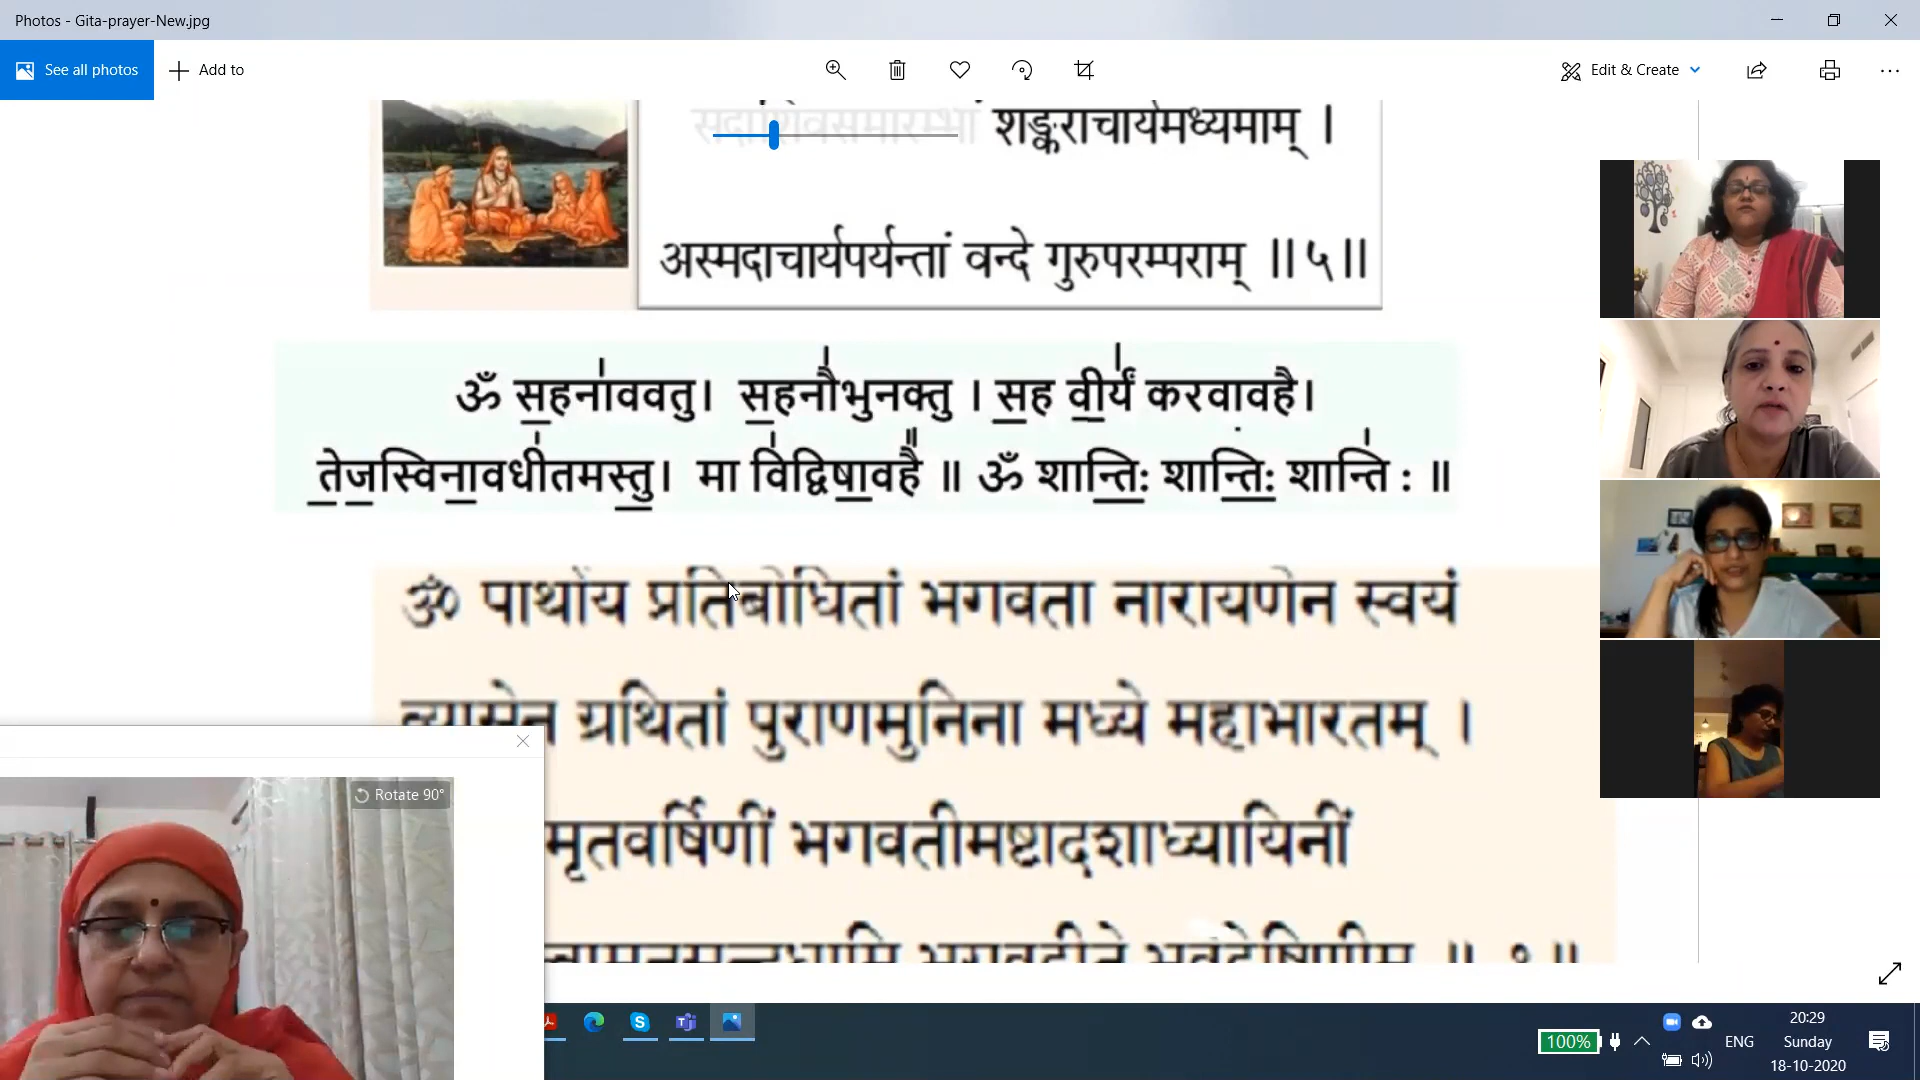 Photos - Gita-prayer-New.jpg
See all photos
Add to
Edit & Create
सदाशिवसमारम्भां शङ्कराचार्यमध्यमाम् ।
अस्मदाचार्यपर्यन्तां वन्दे गुरुपरम्पराम् ॥५॥
ॐ सहना॑ववतु। सहनौ॑भुनक्तु । सह वीर्यं॑ करवावहै।
तेजस्विनावधी॑तमस्तु। मा वि॑द्विषावहै॥ ॐ शान्तिः शान्तिः शान्ति॑ : ॥
ॐ पार्थाय प्रतिबोधितां भगवता नारायणेन स्वयं
व्यासेन ग्रथितां पुराणमुनिना मध्ये महाभारतम् ।
मृतवर्षिणीं भगवतीमष्टादशाध्यायिनीं
Rotate 90°
100%
ENG
20:29
Sunday
18-10-2020